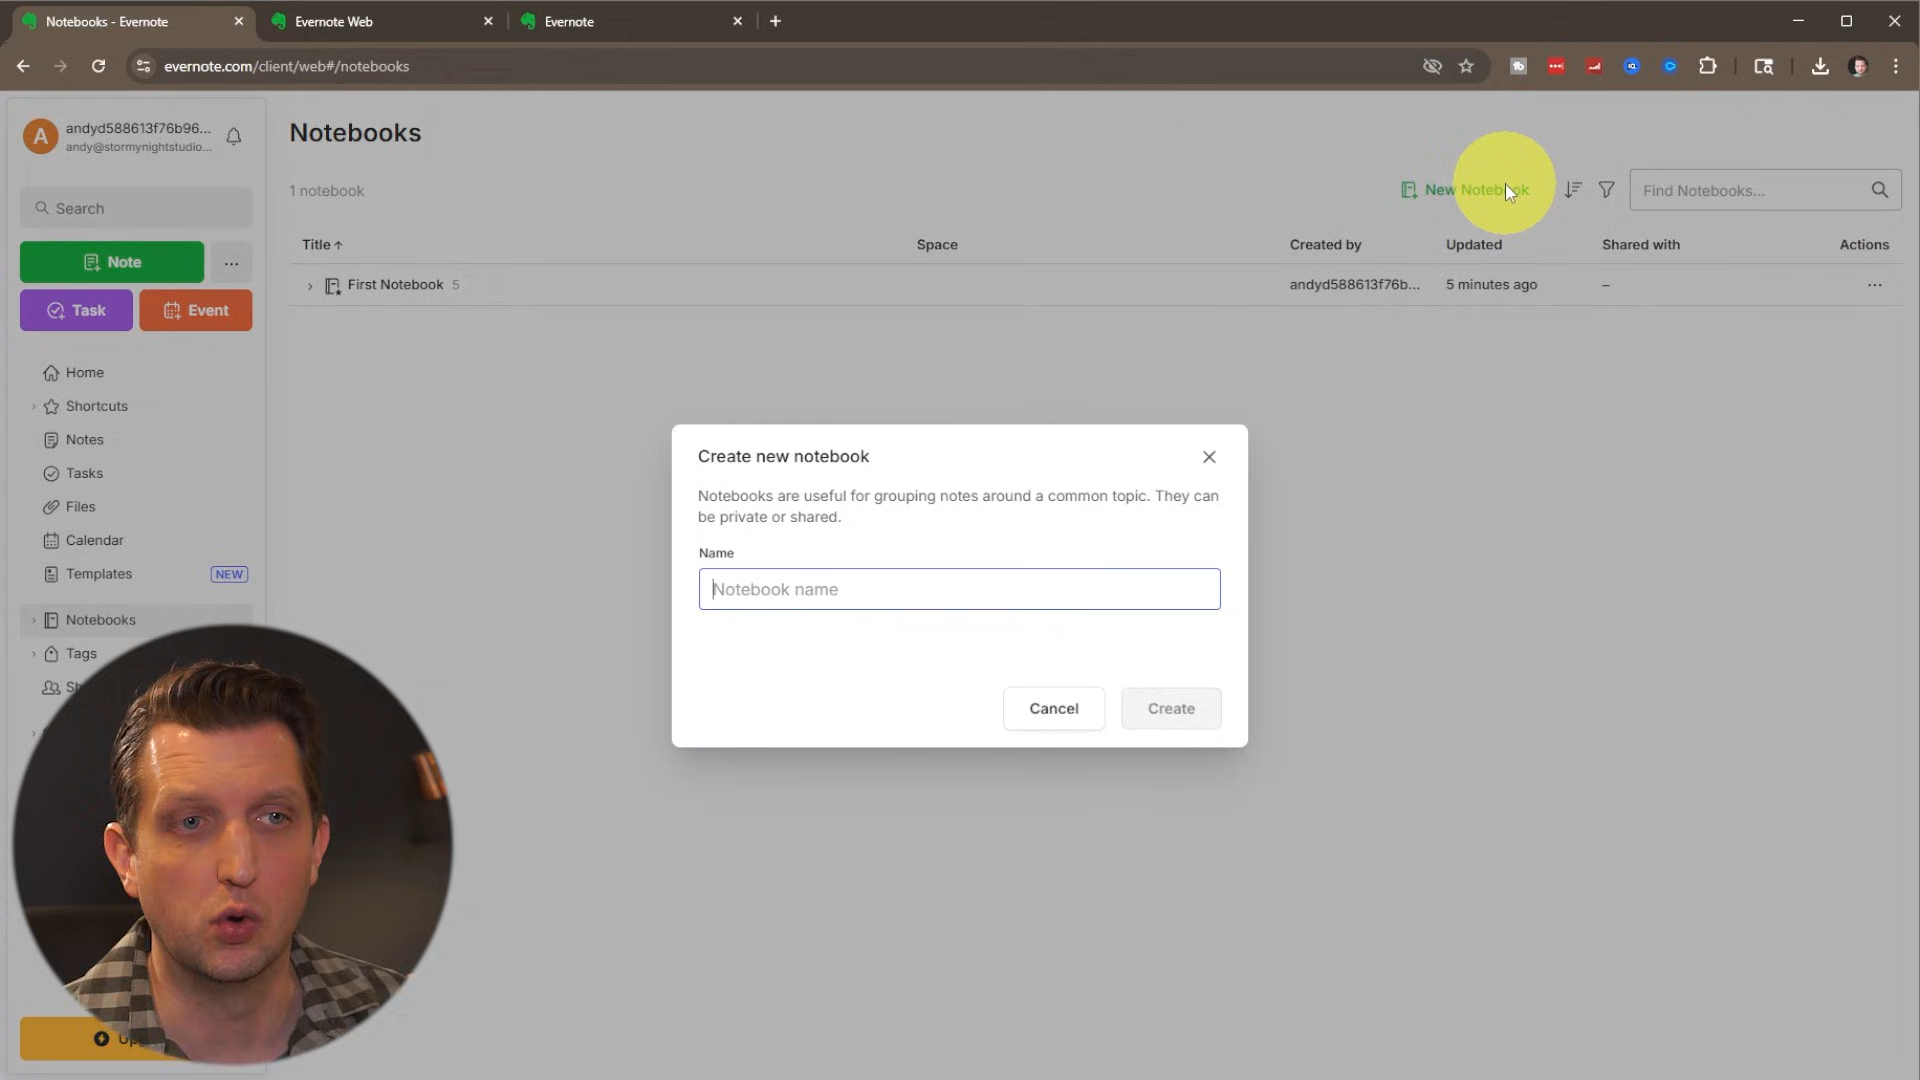 Notebooks - Evernote
Evernote Web
Evernote
evernote.com/client/web#/notebooks
A
andyd588613f76b96...
andy@stormynightstudio...
Search
Note
Task
Event
Home
Shortcuts
Notes
Tasks
Files
Calendar
Templates
NEW
Notebooks
Tags
Notebooks
1 notebook
New Notebook
Find Notebooks...
Title
Space
Created by
Updated
Shared with
Actions
First Notebook 5
andyd588613f76b...
5 minutes ago
–
Create new notebook
Notebooks are useful for grouping notes around a common topic. They can
be private or shared.
Name
Notebook name
Cancel
Create